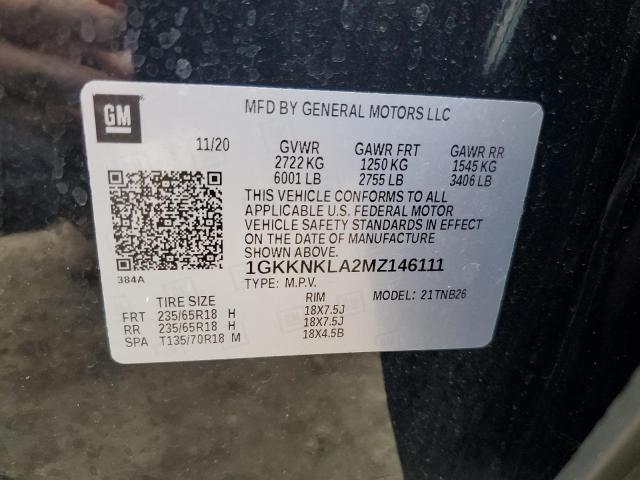 GM
MFD BY GENERAL MOTORS LLC
11/20 GVWR GAWR FRT GAWR RR
2722 KG 1250 KG 1545 KG
6001 LB 2755 LB 3406 LB
THIS VEHICLE CONFORMS TO ALL
APPLICABLE U.S. FEDERAL MOTOR
VEHICLE SAFETY STANDARDS IN EFFECT
ON THE DATE OF MANUFACTURE
SHOWN ABOVE.
384A
1GKKNKLA2MZ146111
TYPE: M.P.V. MODEL: 21TNB26
TIRE SIZE RIM
FRT 235/65R18 H 18X7.5J
RR 235/65R18 H 18X7.5J
SPA T135/70R18 M 18X4.5B